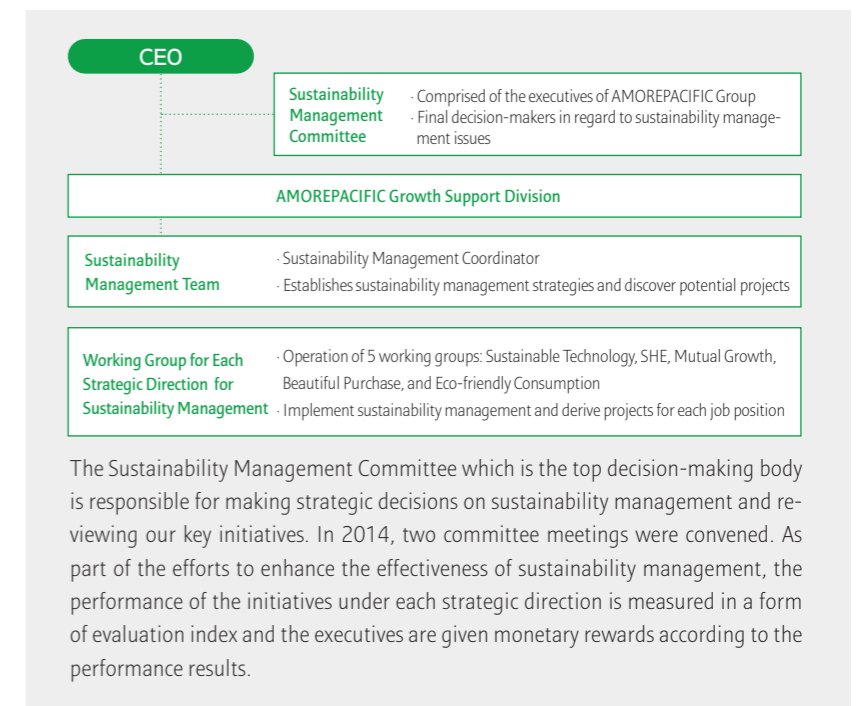 CEO
Sustainability
Management
Committee
· Comprised of the executives of AMOREPACIFIC Group
· Final decision-makers in regard to sustainability manage-
ment issues
AMOREPACIFIC Growth Support Division
Sustainability
Management Team
· Sustainability Management Coordinator
· Establishes sustainability management strategies and discover potential projects
Working Group for Each
Strategic Direction for
Sustainability Management
· Operation of 5 working groups: Sustainable Technology, SHE, Mutual Growth,
Beautiful Purchase, and Eco-friendly Consumption
· Implement sustainability management and derive projects for each job position
The Sustainability Management Committee which is the top decision-making body
is responsible for making strategic decisions on sustainability management and re-
viewing our key initiatives. In 2014, two committee meetings were convened. As
part of the efforts to enhance the effectiveness of sustainability management, the
performance of the initiatives under each strategic direction is measured in a form
of evaluation index and the executives are given monetary rewards according to the
performance results.